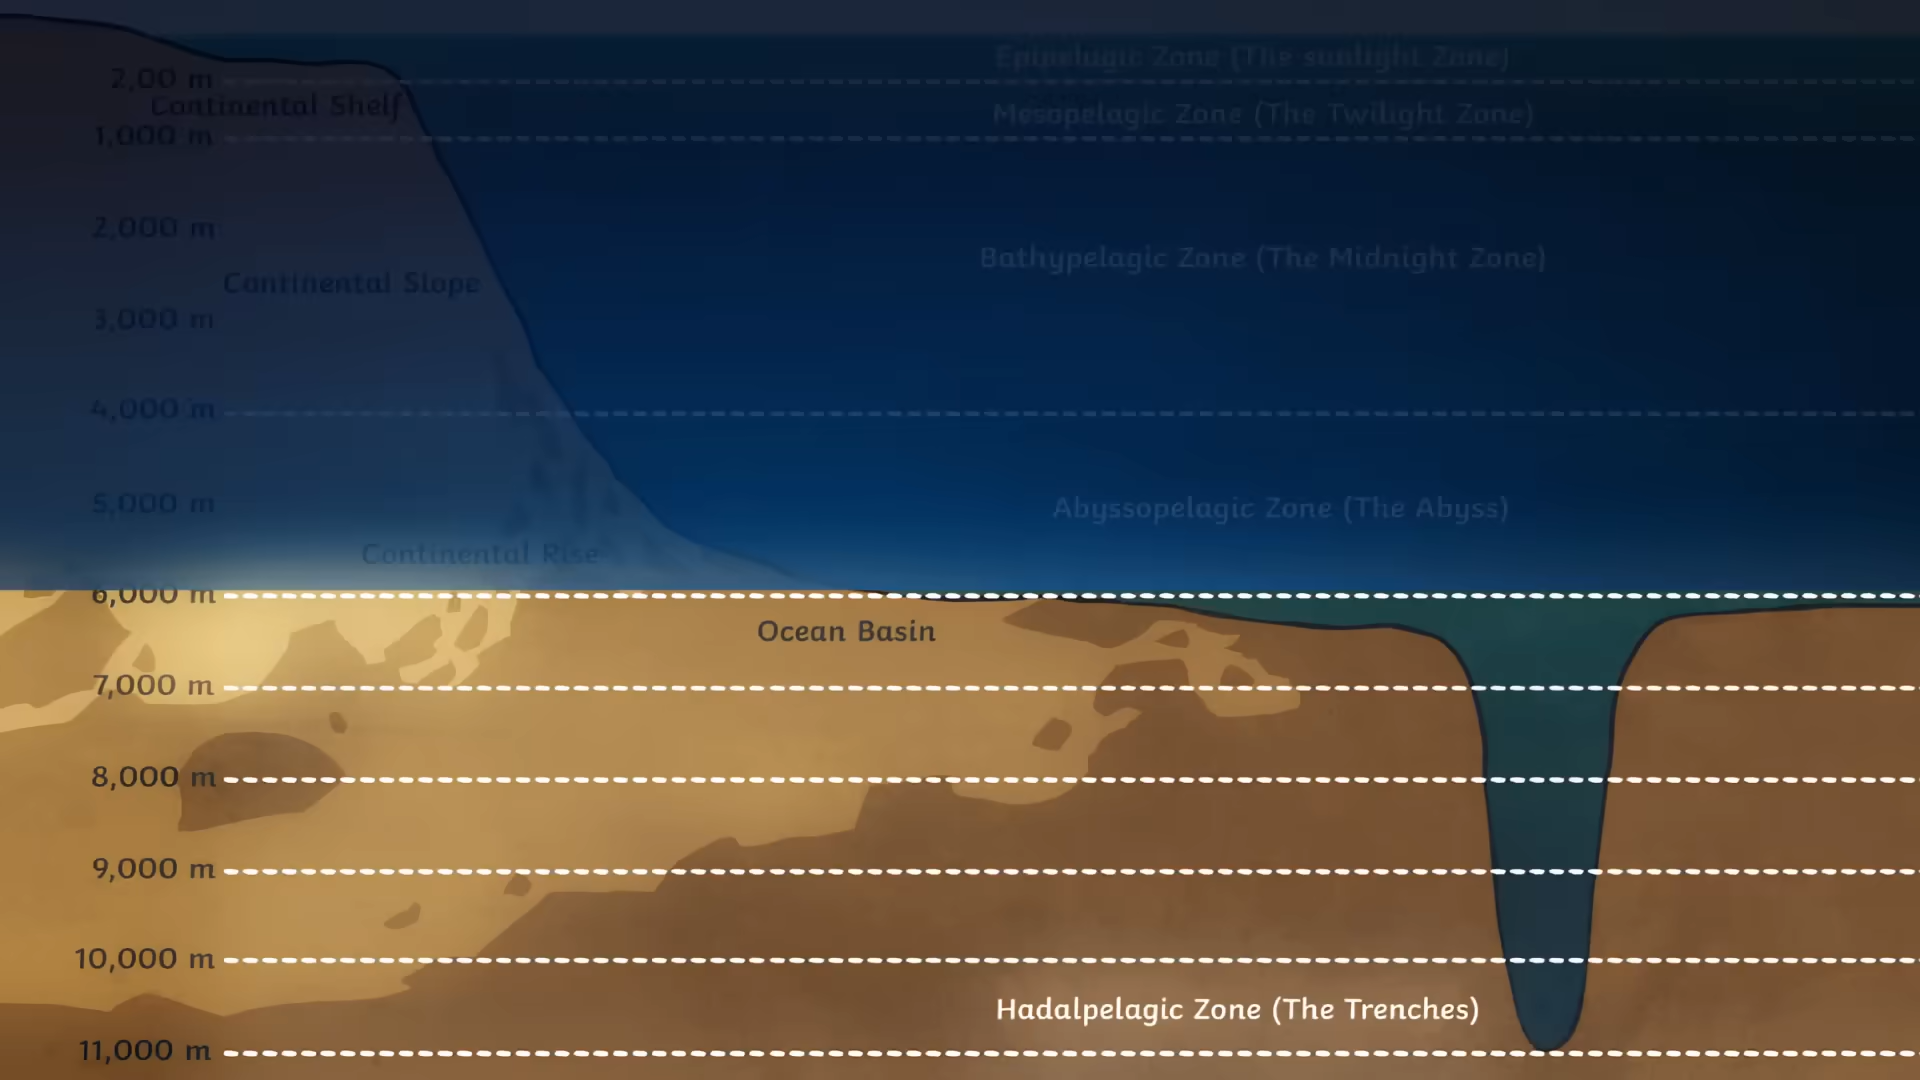 Epipelagic Zone (The sunlight Zone)
2,00 m
Continental Shelf
Mesopelagic Zone (The Twilight Zone)
1,000 m
2,000 m
Bathypelagic Zone (The Midnight Zone)
Continental Slope
3,000 m
4,000 m
5,000 m
Abyssopelagic Zone (The Abyss)
Continental Rise
6,000 m
Ocean Basin
7,000 m
8,000 m
9,000 m
10,000 m
Hadalpelagic Zone (The Trenches)
11,000 m